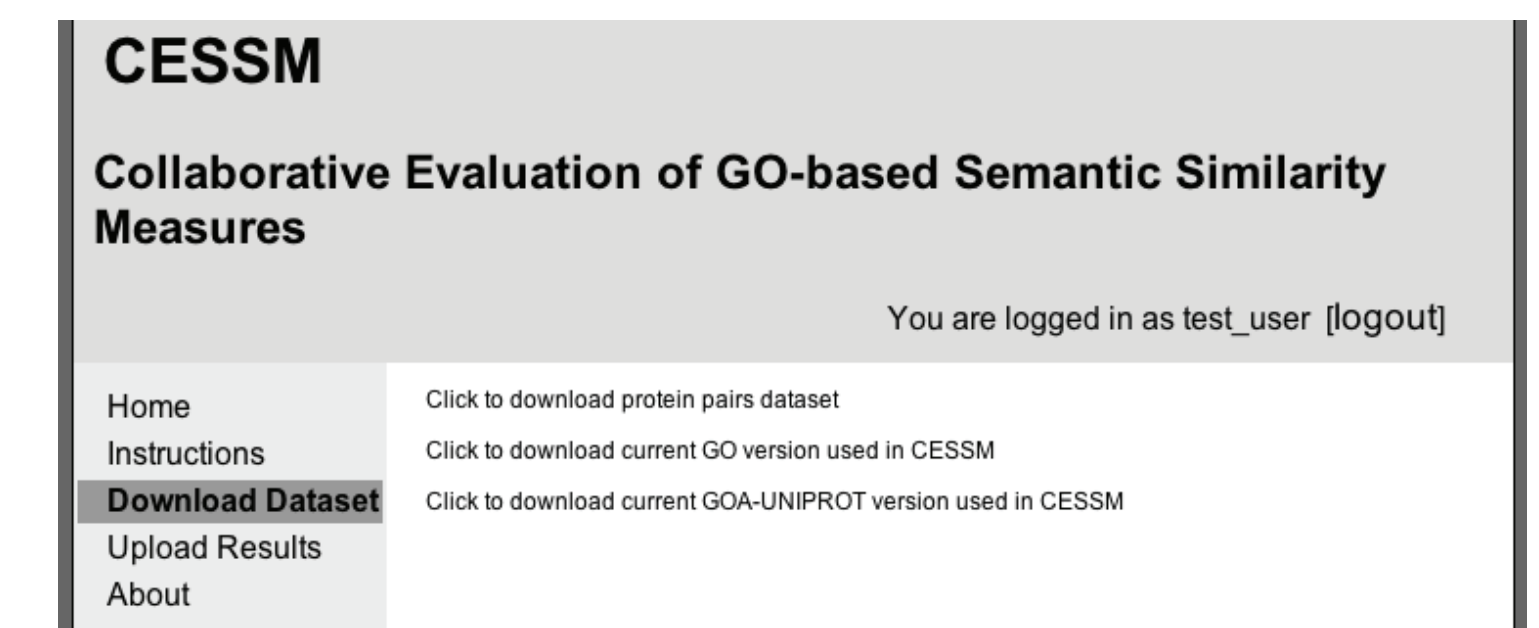 CESSM
Collaborative Evaluation of GO-based Semantic Similarity
Measures
You are logged in as test_user [logout]
Home
Instructions
Download Dataset
Upload Results
About
Click to download protein pairs dataset
Click to download current GO version used in CESSM
Click to download current GOA-UNIPROT version used in CESSM